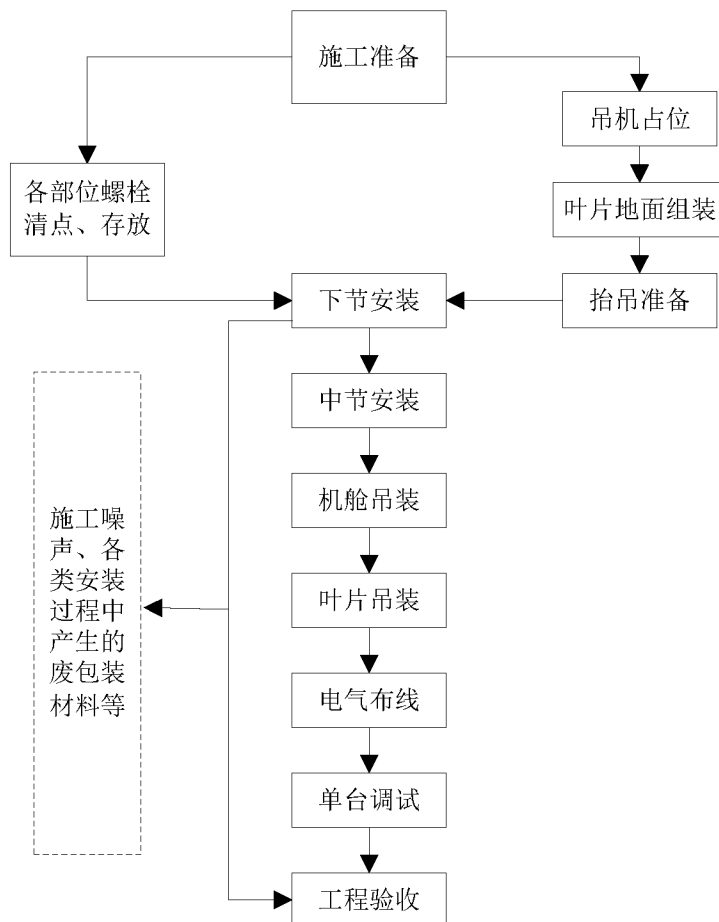 施工准备
吊机占位
各部位螺栓
清点、存放
叶片地面组装
下节安装
抬吊准备
中节安装
机舱吊装
施工噪
声、各
类安装
过程中
产生的
废包装
材料等
叶片吊装
电气布线
单台调试
工程验收